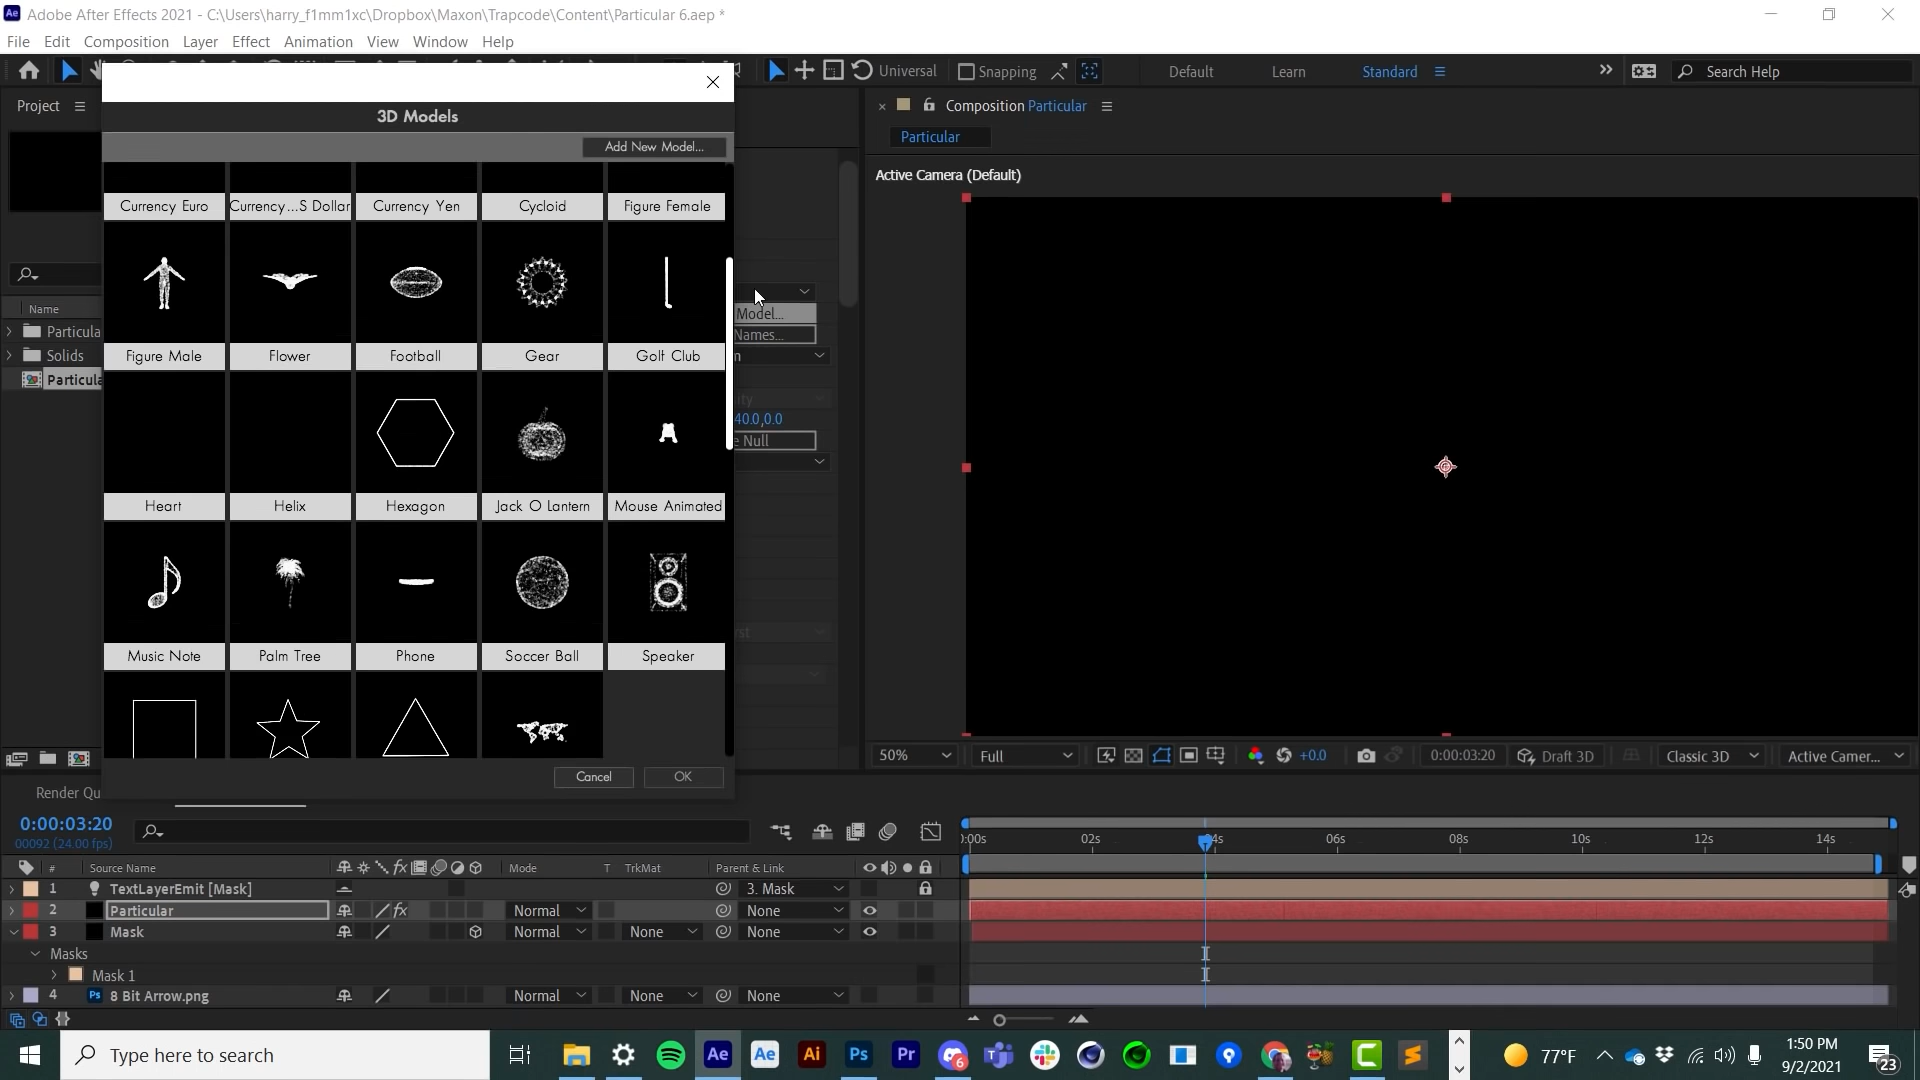 Adobe After Effects 2021 - C:\Users\harry_f1mm1xc\Dropbox\Maxon\Trapcode\Content\Particular 6.aep *
File Edit Composition Layer Effect Animation View Window Help
Universal Snapping Default Learn Standard Search Help
Project
3D Models
Add New Model...
Composition Particular
Particular
Active Camera (Default)
Currency Euro Currency...S Dollar Currency Yen Cycloid Figure Female
Name
Particula
Solids
Particula
Model...
Names...
Figure Male Flower Football Gear Golf Club
40.0,0.0
e Null
Heart Helix Hexagon Jack O Lantern Mouse Animated
Music Note Palm Tree Phone Soccer Ball Speaker
Cancel OK
50% Full +0.0 0:00:03:20 Draft 3D Classic 3D Active Camer...
Render Qu
0:00:03:20
00092 (24.00 fps)
:00s 02s 04s 06s 08s 10s 12s 14s
# Source Name Mode T TrkMat Parent & Link
1 TextLayerEmit [Mask] 3. Mask
2 Particular Normal None
3 Mask Normal None None
Masks
Mask 1
4 8 Bit Arrow.png Normal None None
Type here to search
77°F
1:50 PM
9/2/2021
23